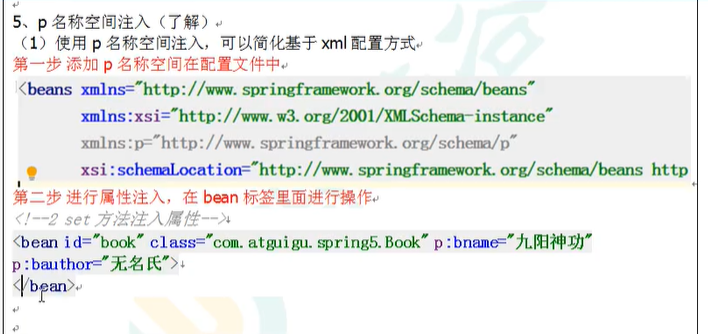 5、p 名称空间注入（了解）
（1）使用 p 名称空间注入，可以简化基于 xml 配置方式
第一步 添加 p 名称空间在配置文件中
<beans xmlns="http://www.springframework.org/schema/beans"
xmlns:xsi="http://www.w3.org/2001/XMLSchema-instance"
xmlns:p="http://www.springframework.org/schema/p"
xsi:schemaLocation="http://www.springframework.org/schema/beans http
第二步 进行属性注入，在 bean 标签里面进行操作
<!--2 set 方法注入属性-->
<bean id="book" class="com.atguigu.spring5.Book" p:bname="九阳神功"
p:bauthor="无名氏">
</bean>